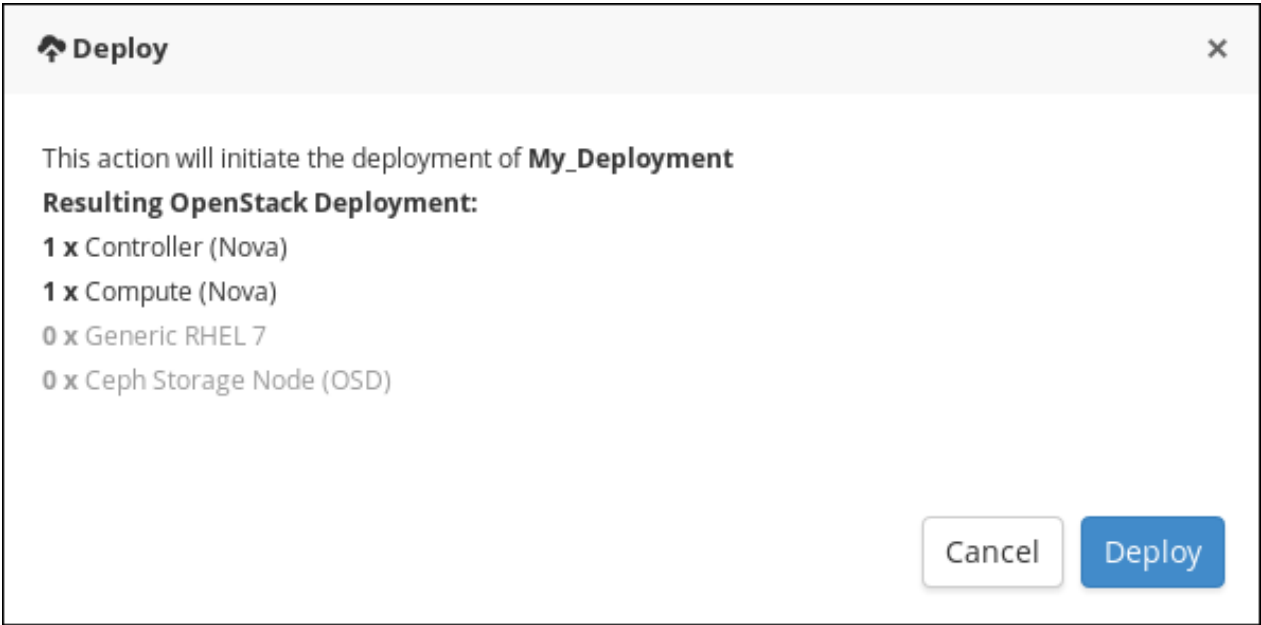 Deploy
This action will initiate the deployment of My_Deployment
Resulting OpenStack Deployment:
1 x Controller (Nova)
1 x Compute (Nova)
0 x Generic RHEL 7
0 x Ceph Storage Node (OSD)
Cancel Deploy